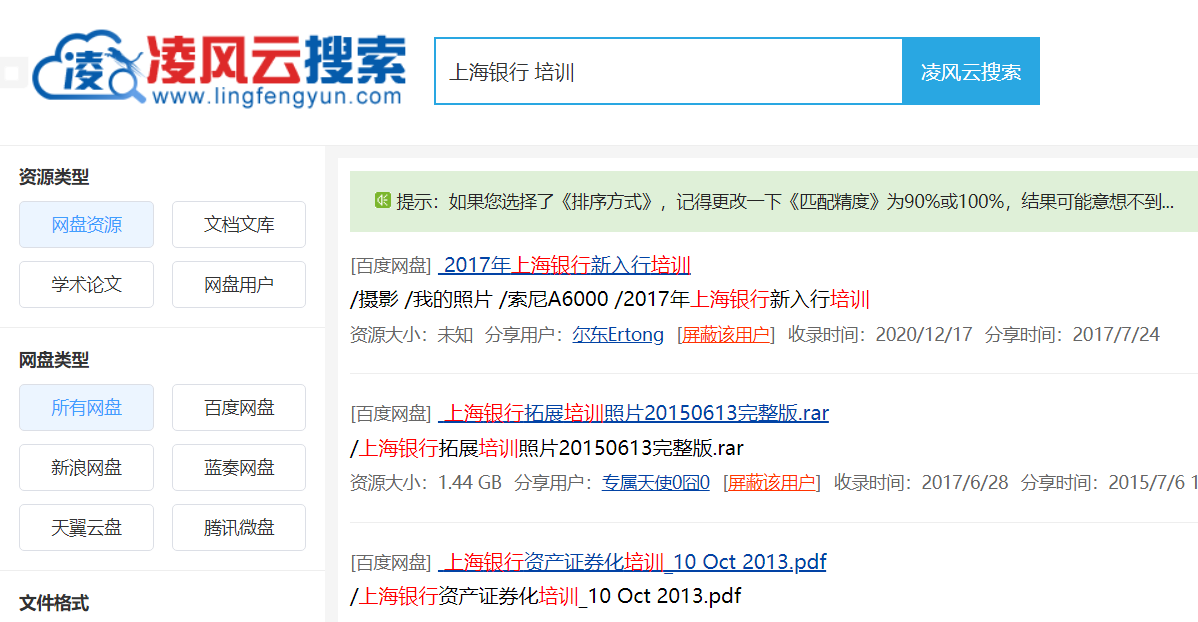 凌 凌风云搜索
www.lingfengyun.com
上海银行 培训
凌风云搜索
资源类型
网盘资源 文档文库
学术论文 网盘用户
网盘类型
所有网盘 百度网盘
新浪网盘 蓝奏网盘
天翼云盘 腾讯微盘
文件格式
提示：如果您选择了《排序方式》，记得更改一下《匹配精度》为90%或100%，结果可能意想不到...
[百度网盘] 2017年上海银行新入行培训
/摄影 /我的照片 /索尼A6000 /2017年上海银行新入行培训
资源大小：未知 分享用户：尔东Ertong [屏蔽该用户] 收录时间：2020/12/17 分享时间：2017/7/24
[百度网盘] 上海银行拓展培训照片20150613完整版.rar
/上海银行拓展培训照片20150613完整版.rar
资源大小：1.44 GB 分享用户：专属天使0囧0 [屏蔽该用户] 收录时间：2017/6/28 分享时间：2015/7/6 1
[百度网盘] 上海银行资产证券化培训_10 Oct 2013.pdf
/上海银行资产证券化培训_10 Oct 2013.pdf